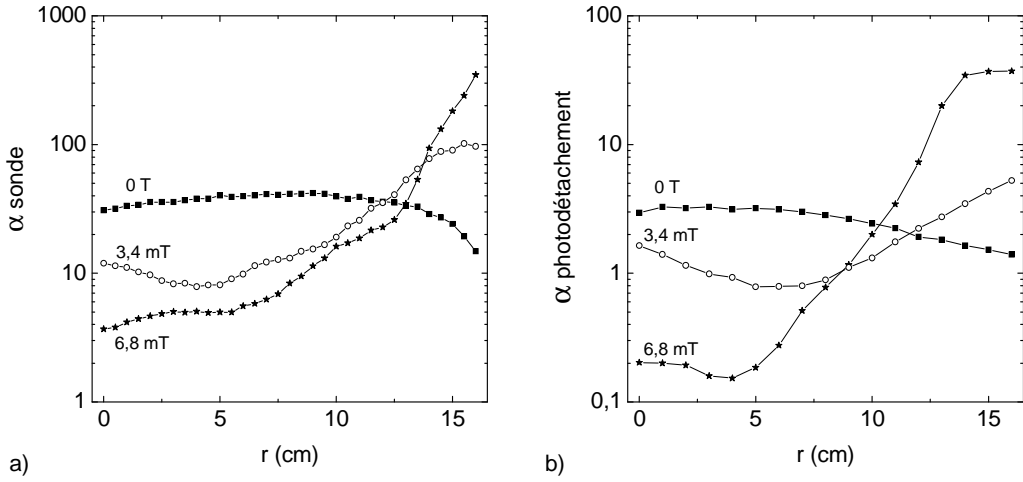 1000
100
10
1
α sonde
0 T
3,4 mT
6,8 mT
0 5 10 15
r (cm)
a)
100
10
1
0,1
α photodétachement
0 T
3,4 mT
6,8 mT
0 5 10 15
r (cm)
b)